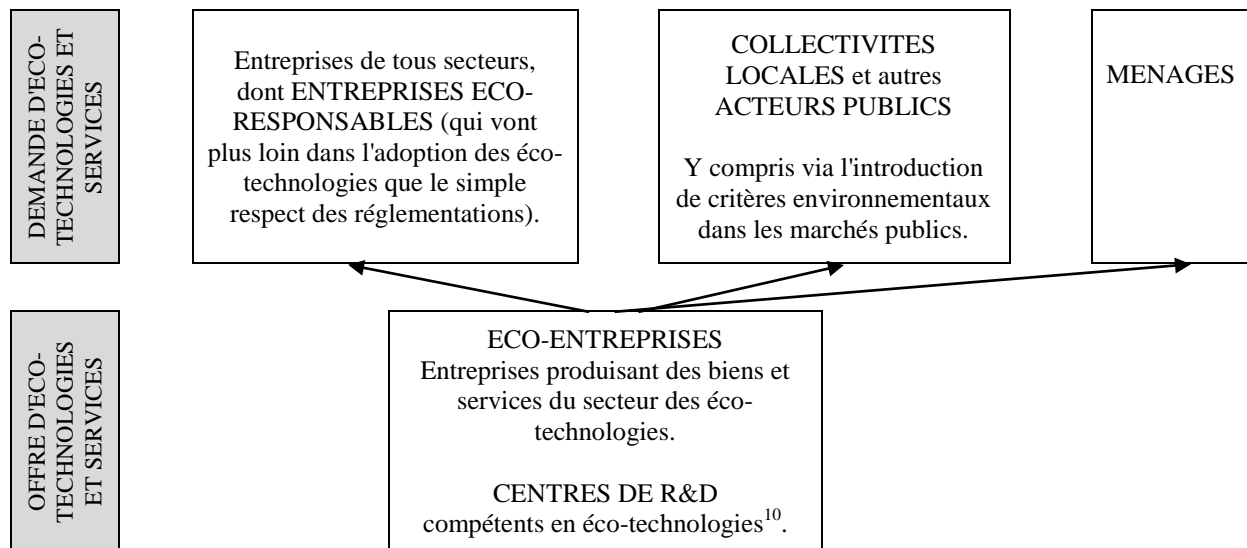 DEMANDE D'ECO-
TECHNOLOGIES ET
SERVICES
Entreprises de tous secteurs,
dont ENTREPRISES ECO-
RESPONSABLES (qui vont
plus loin dans l'adoption des éco-
technologies que le simple
respect des réglementations).
COLLECTIVITES
LOCALES et autres
ACTEURS PUBLICS
Y compris via l'introduction
de critères environnementaux
dans les marchés publics.
MENAGES
OFFRE D'ECO-
TECHNOLOGIES
ET SERVICES
ECO-ENTREPRISES
Entreprises produisant des biens et
services du secteur des éco-
technologies.
CENTRES DE R&D
compétents en éco-technologies¹⁰.